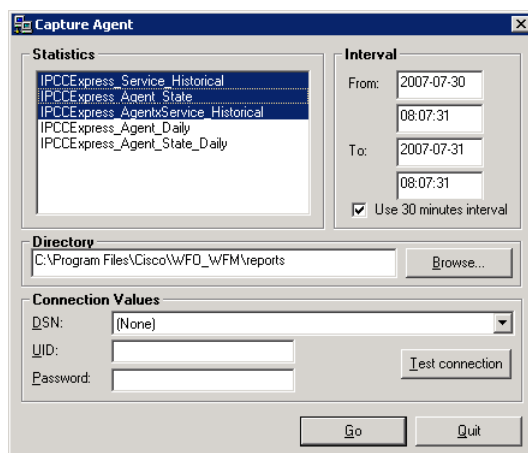 Capture Agent
Statistics
IPCCExpress_Service_Historical
IPCCExpress_Agent_State
IPCCExpress_AgentxService_Historical
IPCCExpress_Agent_Daily
IPCCExpress_Agent_State_Daily
Interval
From: 2007-07-30
08:07:31
To: 2007-07-31
08:07:31
Use 30 minutes interval
Directory
C:\Program Files\Cisco\WFO_WFM\reports
Browse...
Connection Values
DSN: (None)
UID:
Password:
Test connection
Go
Quit